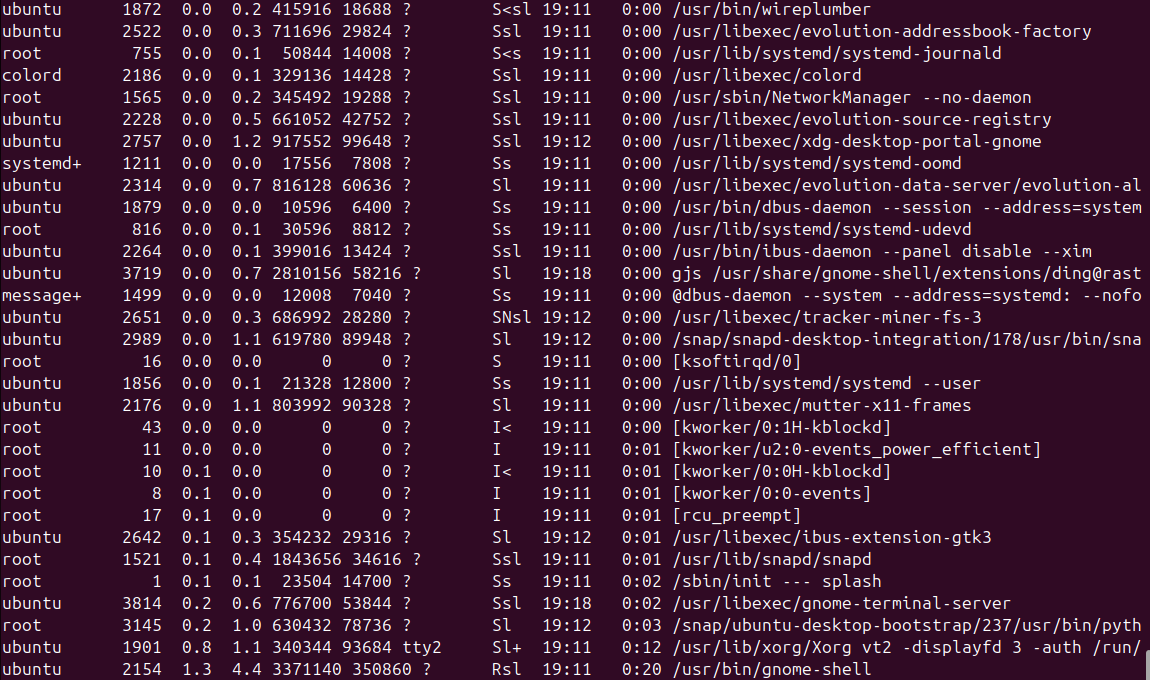 ubuntu      1872  0.0  0.2 415916 18688 ?        S<sl 19:11   0:00 /usr/bin/wireplumber
ubuntu      2522  0.0  0.3 711696 29824 ?        Ssl  19:11   0:00 /usr/libexec/evolution-addressbook-factory
root         755  0.0  0.1  50844 14008 ?        S<s  19:11   0:00 /usr/lib/systemd/systemd-journald
colord      2186  0.0  0.1 329136 14428 ?        Ssl  19:11   0:00 /usr/libexec/colord
root        1565  0.0  0.2 345492 19288 ?        Ssl  19:11   0:00 /usr/sbin/NetworkManager --no-daemon
ubuntu      2228  0.0  0.5 661052 42752 ?        Ssl  19:11   0:00 /usr/libexec/evolution-source-registry
ubuntu      2757  0.0  1.2 917552 99648 ?        Ssl  19:12   0:00 /usr/libexec/xdg-desktop-portal-gnome
systemd+    1211  0.0  0.0  17556  7808 ?        Ss   19:11   0:00 /usr/lib/systemd/systemd-oomd
ubuntu      2314  0.0  0.7 816128 60636 ?        Sl   19:11   0:00 /usr/libexec/evolution-data-server/evolution-al
ubuntu      1879  0.0  0.0  10596  6400 ?        Ss   19:11   0:00 /usr/bin/dbus-daemon --session --address=system
root         816  0.0  0.1  30596  8812 ?        Ss   19:11   0:00 /usr/lib/systemd/systemd-udevd
ubuntu      2264  0.0  0.1 399016 13424 ?        Ssl  19:11   0:00 /usr/bin/ibus-daemon --panel disable --xim
ubuntu      3719  0.0  0.7 2810156 58216 ?       Sl   19:18   0:00 gjs /usr/share/gnome-shell/extensions/ding@rast
message+    1499  0.0  0.0  12008  7040 ?        Ss   19:11   0:00 @dbus-daemon --system --address=systemd: --nofo
ubuntu      2651  0.0  0.3 686992 28280 ?        SNsl 19:12   0:00 /usr/libexec/tracker-miner-fs-3
ubuntu      2989  0.0  1.1 619780 89948 ?        Sl   19:12   0:00 /snap/snapd-desktop-integration/178/usr/bin/sna
root          16  0.0  0.0      0     0 ?        S    19:11   0:00 [ksoftirqd/0]
ubuntu      1856  0.0  0.1  21328 12800 ?        Ss   19:11   0:00 /usr/lib/systemd/systemd --user
ubuntu      2176  0.0  1.1 803992 90328 ?        Sl   19:11   0:00 /usr/libexec/mutter-x11-frames
root          43  0.0  0.0      0     0 ?        I<   19:11   0:00 [kworker/0:1H-kblockd]
root          11  0.0  0.0      0     0 ?        I    19:11   0:01 [kworker/u2:0-events_power_efficient]
root          10  0.1  0.0      0     0 ?        I<   19:11   0:01 [kworker/0:0H-kblockd]
root           8  0.1  0.0      0     0 ?        I    19:11   0:01 [kworker/0:0-events]
root          17  0.1  0.0      0     0 ?        I    19:11   0:01 [rcu_preempt]
ubuntu      2642  0.1  0.3 354232 29316 ?        Sl   19:12   0:01 /usr/libexec/ibus-extension-gtk3
root        1521  0.1  0.4 1843656 34616 ?       Ssl  19:11   0:01 /usr/lib/snapd/snapd
root           1  0.1  0.1  23504 14700 ?        Ss   19:11   0:02 /sbin/init --- splash
ubuntu      3814  0.2  0.6 776700 53844 ?        Ssl  19:18   0:02 /usr/libexec/gnome-terminal-server
root        3145  0.2  1.0 630432 78736 ?        Sl   19:12   0:03 /snap/ubuntu-desktop-bootstrap/237/usr/bin/pyth
ubuntu      1901  0.8  1.1 340344 93684 tty2     Sl+  19:11   0:12 /usr/lib/xorg/Xorg vt2 -displayfd 3 -auth /run/
ubuntu      2154  1.3  4.4 3371140 350860 ?      Rsl  19:11   0:20 /usr/bin/gnome-shell